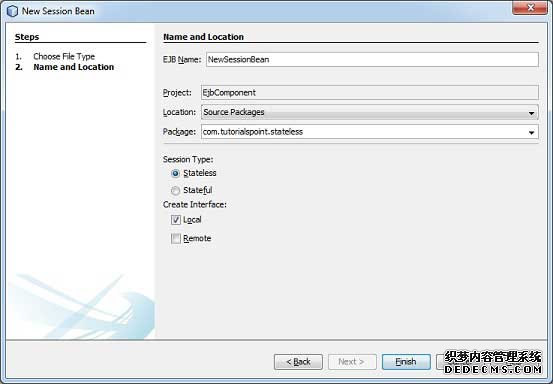 New Session Bean
Steps
1. Choose File Type
2. Name and Location
Name and Location
EJB Name: NewSessionBean
Project: EjbComponent
Location: Source Packages
Package: com.tutorialspoint.stateless
Session Type:
Stateless
Stateful
Create Interface:
Local
Remote
< Back Next > Finish
织梦内容管理系统
DEDECMS.COM